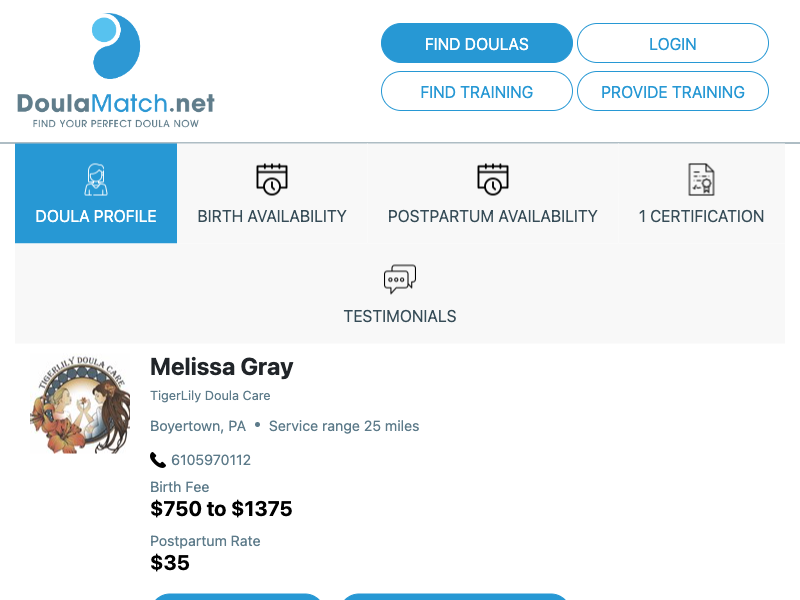 DoulaMatch.net
FIND YOUR PERFECT DOULA NOW
FIND DOULAS
LOGIN
FIND TRAINING
PROVIDE TRAINING
DOULA PROFILE
BIRTH AVAILABILITY
POSTPARTUM AVAILABILITY
1 CERTIFICATION
TESTIMONIALS
TIGERLILY DOULA CARE
Melissa Gray
TigerLily Doula Care
Boyertown, PA • Service range 25 miles
6105970112
Birth Fee
$750 to $1375
Postpartum Rate
$35